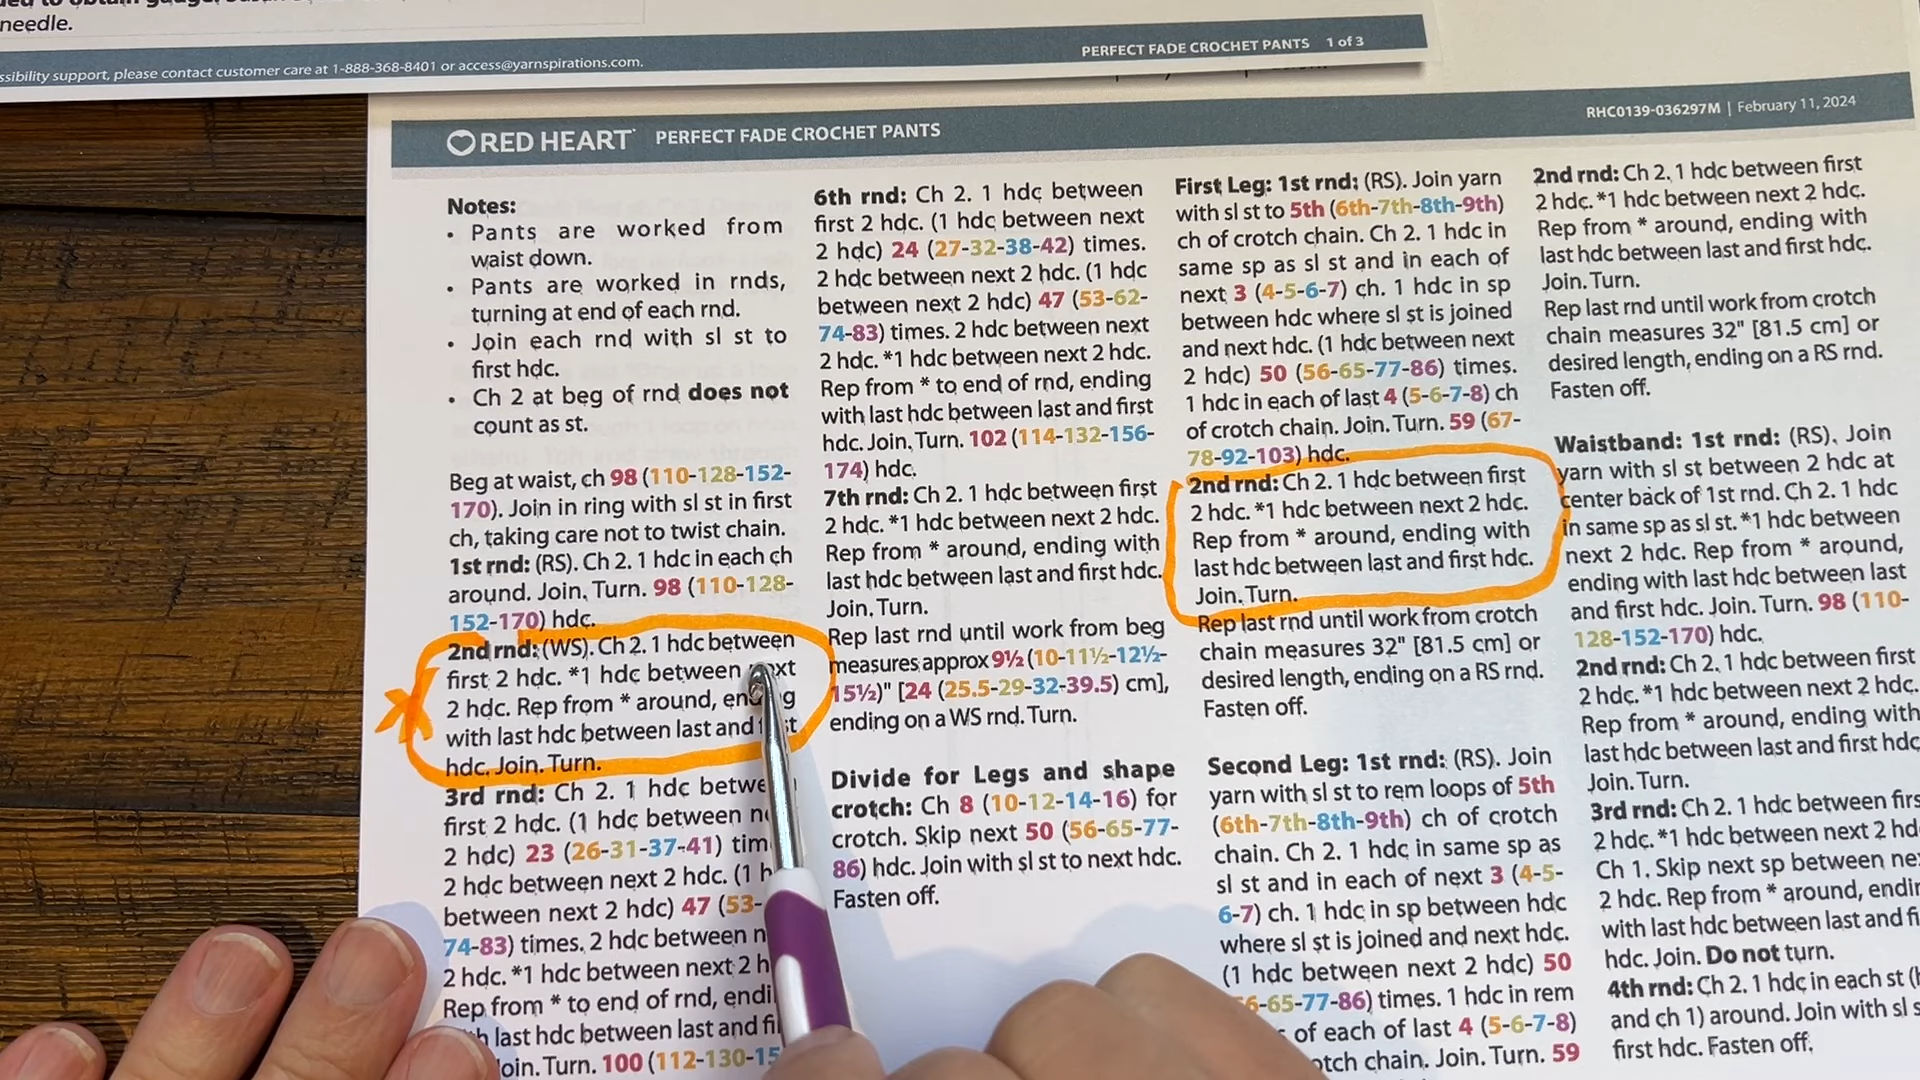 needle.
ssibility support, please contact customer care at 1-888-368-8401 or access@yarnspirations.com.
PERFECT FADE CROCHET PANTS 1 of 3
RED HEART PERFECT FADE CROCHET PANTS
RHC0139-036297M | February 11, 2024
Notes:
• Pants are worked from
waist down.
• Pants are worked in rnds,
turning at end of each rnd.
• Join each rnd with sl st to
first hdc.
• Ch 2 at beg of rnd does not
count as st.
Beg at waist, ch 98 (110-128-152-
170). Join in ring with sl st in first
ch, taking care not to twist chain.
1st rnd: (RS). Ch 2. 1 hdc in each ch
around. Join. Turn. 98 (110-128-
152-170) hdc.
2nd rnd: (WS). Ch 2. 1 hdc between
first 2 hdc. *1 hdc between next
2 hdc. Rep from * around, ending
with last hdc between last and first
hdc. Join. Turn.
3rd rnd: Ch 2. 1 hdc
first 2 hdc. (1 hdc between
2 hdc) 23 (26-31-37-41)
2 hdc between next 2 hdc.
between next 2 hdc) 47 (53-
74-83) times. 2 hdc between
2 hdc. *1 hdc between next 2
Rep from * to end of rnd,
last hdc between last and
Turn. 100 (112-130-
6th rnd: Ch 2. 1 hdc between
first 2 hdc. (1 hdc between next
2 hdc) 24 (27-32-38-42) times.
2 hdc between next 2 hdc. (1 hdc
between next 2 hdc) 47 (53-62-
74-83) times. 2 hdc between next
2 hdc. *1 hdc between next 2 hdc.
Rep from * to end of rnd, ending
with last hdc between last and first
hdc. Join. Turn. 102 (114-132-156-
174) hdc.
7th rnd: Ch 2. 1 hdc between first
2 hdc. *1 hdc between next 2 hdc.
Rep from * around, ending with
last hdc between last and first hdc.
Join. Turn.
Rep last rnd until work from beg
measures approx 9½ (10-11½-12½-
15½)" [24 (25.5-29-32-39.5) cm],
ending on a WS rnd. Turn.
Divide for Legs and shape
crotch: Ch 8 (10-12-14-16) for
crotch. Skip next 50 (56-65-77-
86) hdc. Join with sl st to next hdc.
Fasten off.
First Leg: 1st rnd: (RS). Join yarn
with sl st to 5th (6th-7th-8th-9th)
ch of crotch chain. Ch 2. 1 hdc in
same sp as sl st and in each of
next 3 (4-5-6-7) ch. 1 hdc in sp
between hdc where sl st is joined
and next hdc. (1 hdc between next
2 hdc) 50 (56-65-77-86) times.
1 hdc in each of last 4 (5-6-7-8) ch
of crotch chain. Join. Turn. 59 (67-
78-92-103) hdc.
2nd rnd: Ch 2. 1 hdc between first
2 hdc. *1 hdc between next 2 hdc.
Rep from * around, ending with
last hdc between last and first hdc.
Join. Turn.
Rep last rnd until work from crotch
chain measures 32" [81.5 cm] or
desired length, ending on a RS rnd.
Fasten off.
Second Leg: 1st rnd: (RS). Join
yarn with sl st to rem loops of 5th
(6th-7th-8th-9th) ch of crotch
chain. Ch 2. 1 hdc in same sp as
sl st and in each of next 3 (4-5-
6-7) ch. 1 hdc in sp between hdc
where sl st is joined and next hdc.
(1 hdc between next 2 hdc) 50
6-65-77-86) times. 1 hdc in rem
of each of last 4 (5-6-7-8)
chain. Join. Turn. 59
2nd rnd: Ch 2. 1 hdc between first
2 hdc. *1 hdc between next 2 hdc.
Rep from * around, ending with
last hdc between last and first hdc.
Join. Turn.
Rep last rnd until work from crotch
chain measures 32" [81.5 cm] or
desired length, ending on a RS rnd.
Fasten off.
Waistband: 1st rnd: (RS). Join
yarn with sl st between 2 hdc at
center back of 1st rnd. Ch 2. 1 hdc
in same sp as sl st. *1 hdc between
next 2 hdc. Rep from * around,
ending with last hdc between last
and first hdc. Join. Turn. 98 (110-
128-152-170) hdc.
2nd rnd: Ch 2. 1 hdc between first
2 hdc. *1 hdc between next 2 hdc.
Rep from * around, ending with
last hdc between last and first hdc
Join. Turn.
3rd rnd: Ch 2. 1 hdc between
2 hdc. *1 hdc between next 2
Ch 1. Skip next sp between
2 hdc. Rep from * around,
with last hdc between last and
hdc. Join. Do not turn.
4th rnd: Ch 2. 1 hdc in each st
and ch 1) around. Join with sl
first hdc. Fasten off.